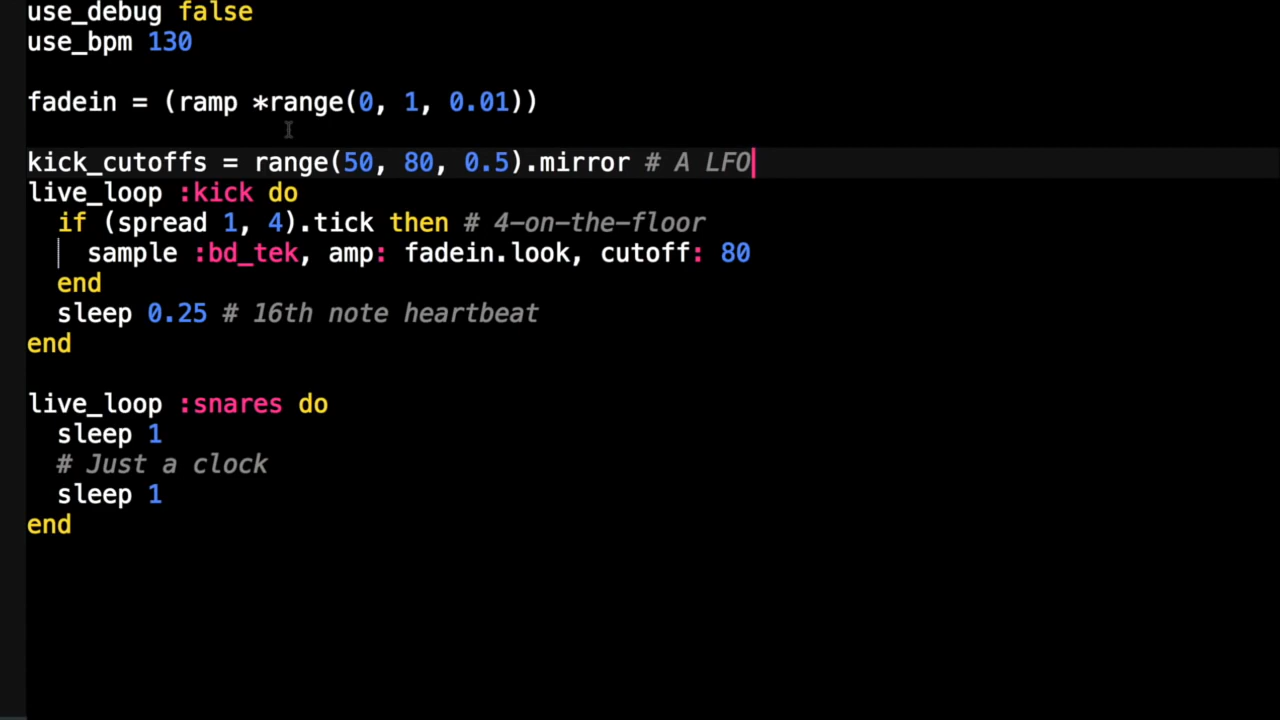 use_debug false
use_bpm 130
fadein = (ramp *range(0, 1, 0.01))
kick_cutoffs = range(50, 80, 0.5).mirror # A LFO
live_loop :kick do
  if (spread 1, 4).tick then # 4-on-the-floor
    sample :bd_tek, amp: fadein.look, cutoff: 80
  end
  sleep 0.25 # 16th note heartbeat
end
live_loop :snares do
  sleep 1
  # Just a clock
  sleep 1
end